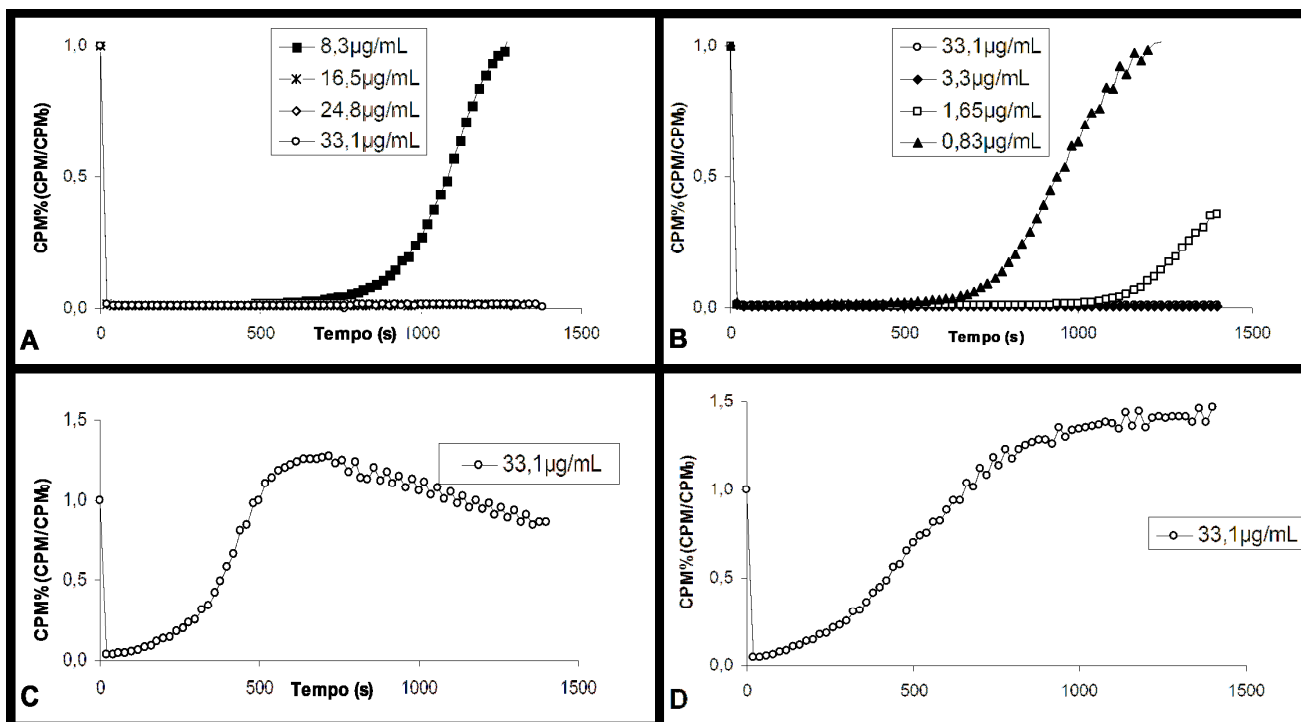 CPM%(CPM/CPM₀)
1,0
0,5
0,0
8,3µg/mL
16,5µg/mL
24,8µg/mL
33,1µg/mL
0
500
1000
1500
Tempo (s)
A
CPM%(CPM/CPM₀)
1,0
0,5
0,0
33,1µg/mL
3,3µg/mL
1,65µg/mL
0,83µg/mL
0
500
1000
1500
Tempo (s)
B
CPM%(CPM/CPM₀)
1,5
1,0
0,5
0,0
33,1µg/mL
0
500
1000
1500
Tempo (s)
C
CPM%(CPM/CPM₀)
1,5
1,0
0,5
0,0
33,1µg/mL
0
500
1000
1500
D